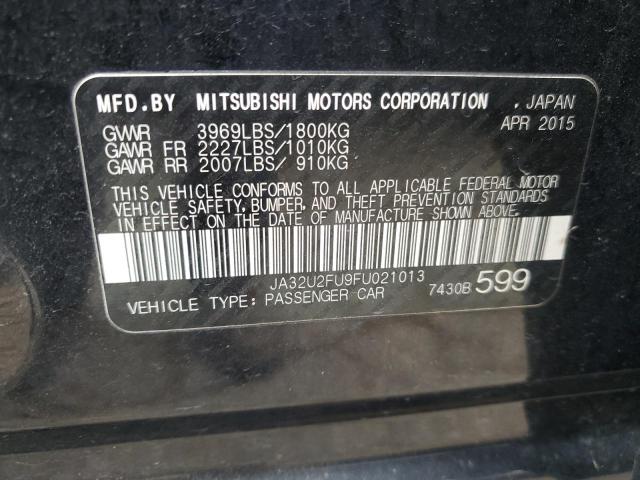 MFD.BY MITSUBISHI MOTORS CORPORATION . JAPAN
GVWR 3969LBS/1800KG APR 2015
GAWR FR 2227LBS/1010KG
GAWR RR 2007LBS/ 910KG
THIS VEHICLE CONFORMS TO ALL APPLICABLE FEDERAL MOTOR
VEHICLE SAFETY, BUMPER, AND THEFT PREVENTION STANDARDS
IN EFFECT ON THE DATE OF MANUFACTURE SHOWN ABOVE.
JA32U2FU9FU021013
VEHICLE TYPE: PASSENGER CAR 7430B 599